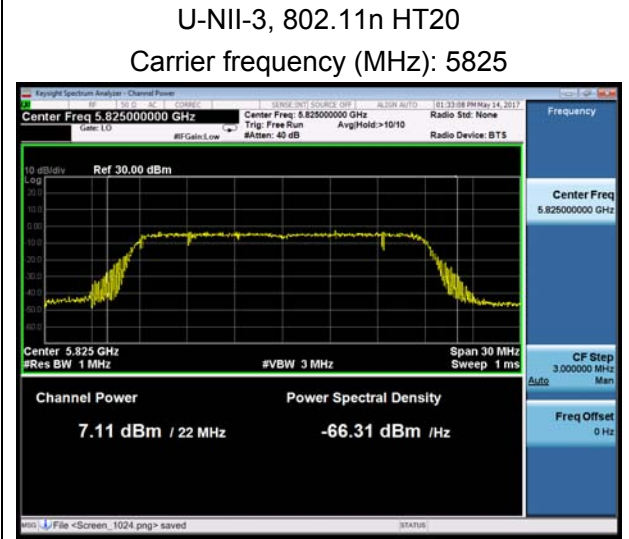 U-NII-3, 802.11n HT20
Carrier frequency (MHz): 5825
Keysight Spectrum Analyzer - Channel Power
RF 50 Ω AC CORREC SENSE:INT SOURCE OFF ALIGN AUTO 01:33:08 PM May 14, 2017
Center Freq 5.825000000 GHz Center Freq: 5.825000000 GHz Radio Std: None Frequency
Gate: LO Trig: Free Run Avg|Hold:>10/10
#IFGain:Low #Atten: 40 dB Radio Device: BTS
10 dB/div Ref 30.00 dBm
Log
20.0
10.0
0.00
-10.0
-20.0
-30.0
-40.0
-50.0
-60.0
Center Freq
5.825000000 GHz
Center 5.825 GHz Span 30 MHz
#Res BW 1 MHz #VBW 3 MHz Sweep 1 ms
CF Step
3.000000 MHz
Auto Man
Channel Power Power Spectral Density
7.11 dBm / 22 MHz -66.31 dBm /Hz
Freq Offset
0 Hz
MSG File <Screen_1024.png> saved STATUS